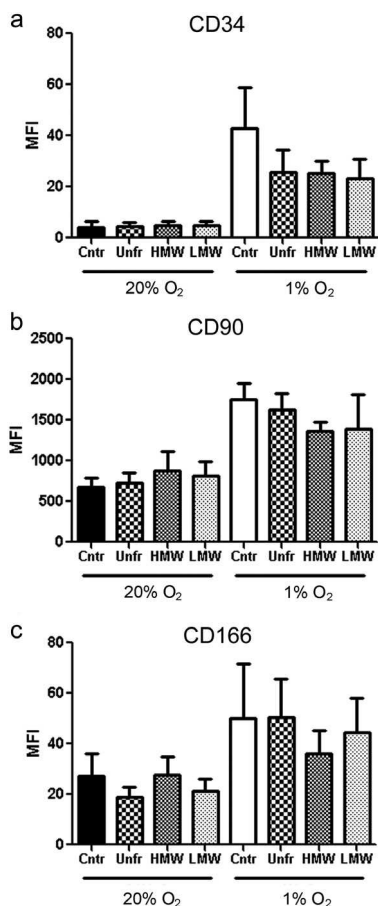 a
CD34
80
60
40
20
0
MFI
Cntr Unfr HMW LMW Cntr Unfr HMW LMW
20% O₂ 1% O₂
b
CD90
2500
2000
1500
1000
500
0
MFI
Cntr Unfr HMW LMW Cntr Unfr HMW LMW
20% O₂ 1% O₂
c
CD166
80
60
40
20
0
MFI
Cntr Unfr HMW LMW Cntr Unfr HMW LMW
20% O₂ 1% O₂